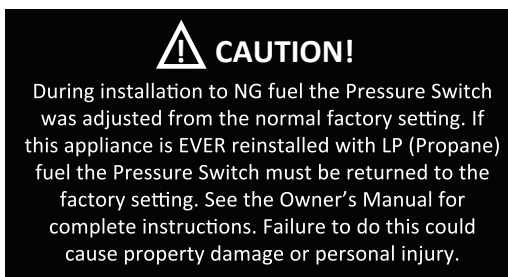 CAUTION!
During installation to NG fuel the Pressure Switch
was adjusted from the normal factory setting. If
this appliance is EVER reinstalled with LP (Propane)
fuel the Pressure Switch must be returned to the
factory setting. See the Owner’s Manual for
complete instructions. Failure to do this could
cause property damage or personal injury.